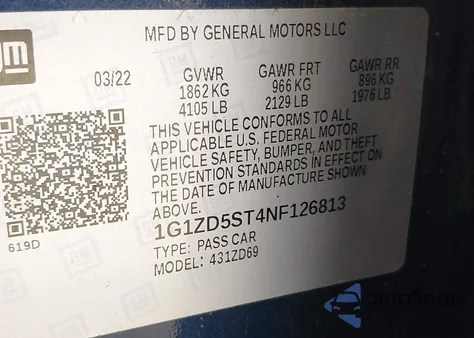 GM
MFD BY GENERAL MOTORS LLC
03/22 GVWR GAWR FRT GAWR RR
1862 KG 966 KG 896 KG
4105 LB 2129 LB 1976 LB
THIS VEHICLE CONFORMS TO ALL
APPLICABLE U.S. FEDERAL MOTOR
VEHICLE SAFETY, BUMPER, AND THEFT
PREVENTION STANDARDS IN EFFECT ON
THE DATE OF MANUFACTURE SHOWN
ABOVE.
1G1ZD5ST4NF126813
TYPE: PASS CAR
MODEL: 431ZD69
619D
autoSnap